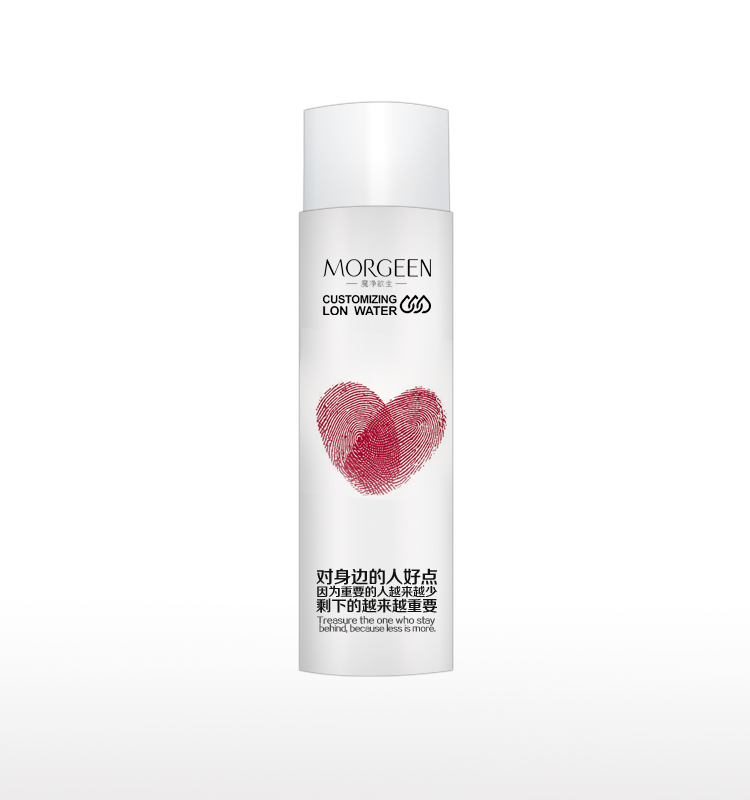 MORGEEN
魔净欲生
CUSTOMIZING
LON WATER
对身边的人好点
因为重要的人越来越少
剩下的越来越重要
Treasure the one who stay
behind, because less is more.